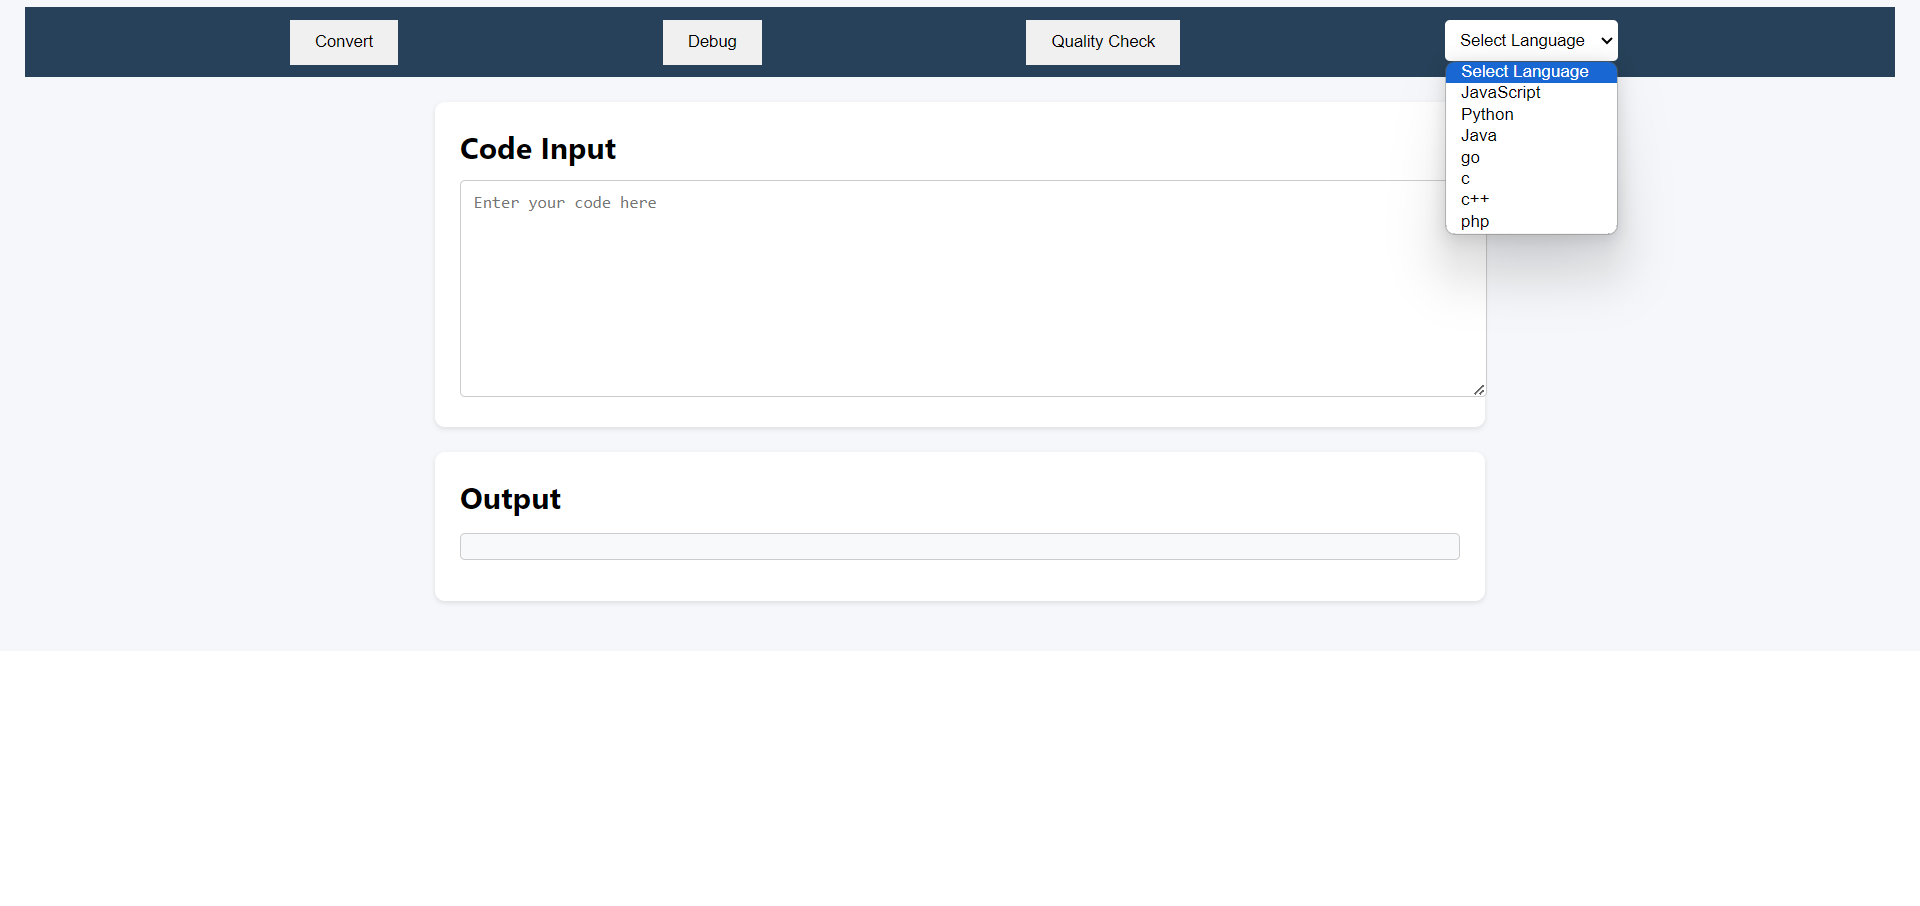 Convert
Debug
Quality Check
Select Language
Select Language
JavaScript
Python
Java
go
c
c++
php
Code Input
Enter your code here
Output